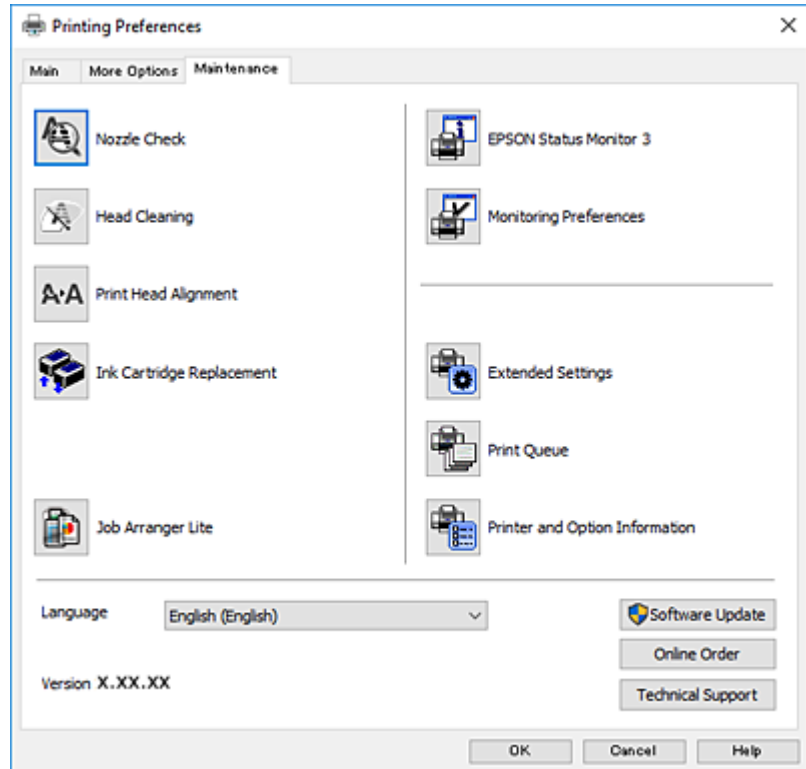 Printing Preferences
Main More Options Maintenance
Nozzle Check
Head Cleaning
A·A Print Head Alignment
Ink Cartridge Replacement
Job Arranger Lite
EPSON Status Monitor 3
Monitoring Preferences
Extended Settings
Print Queue
Printer and Option Information
Language English (English)
Version X.XX.XX
Software Update
Online Order
Technical Support
OK Cancel Help